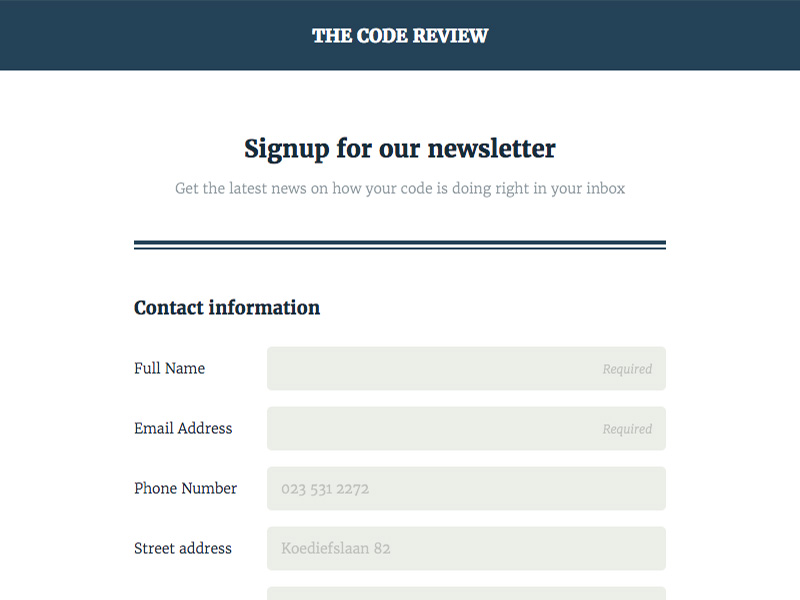 THE CODE REVIEW
Signup for our newsletter
Get the latest news on how your code is doing right in your inbox
Contact information
Full Name
Required
Email Address
Required
Phone Number
023 531 2272
Street address
Koediefslaan 82